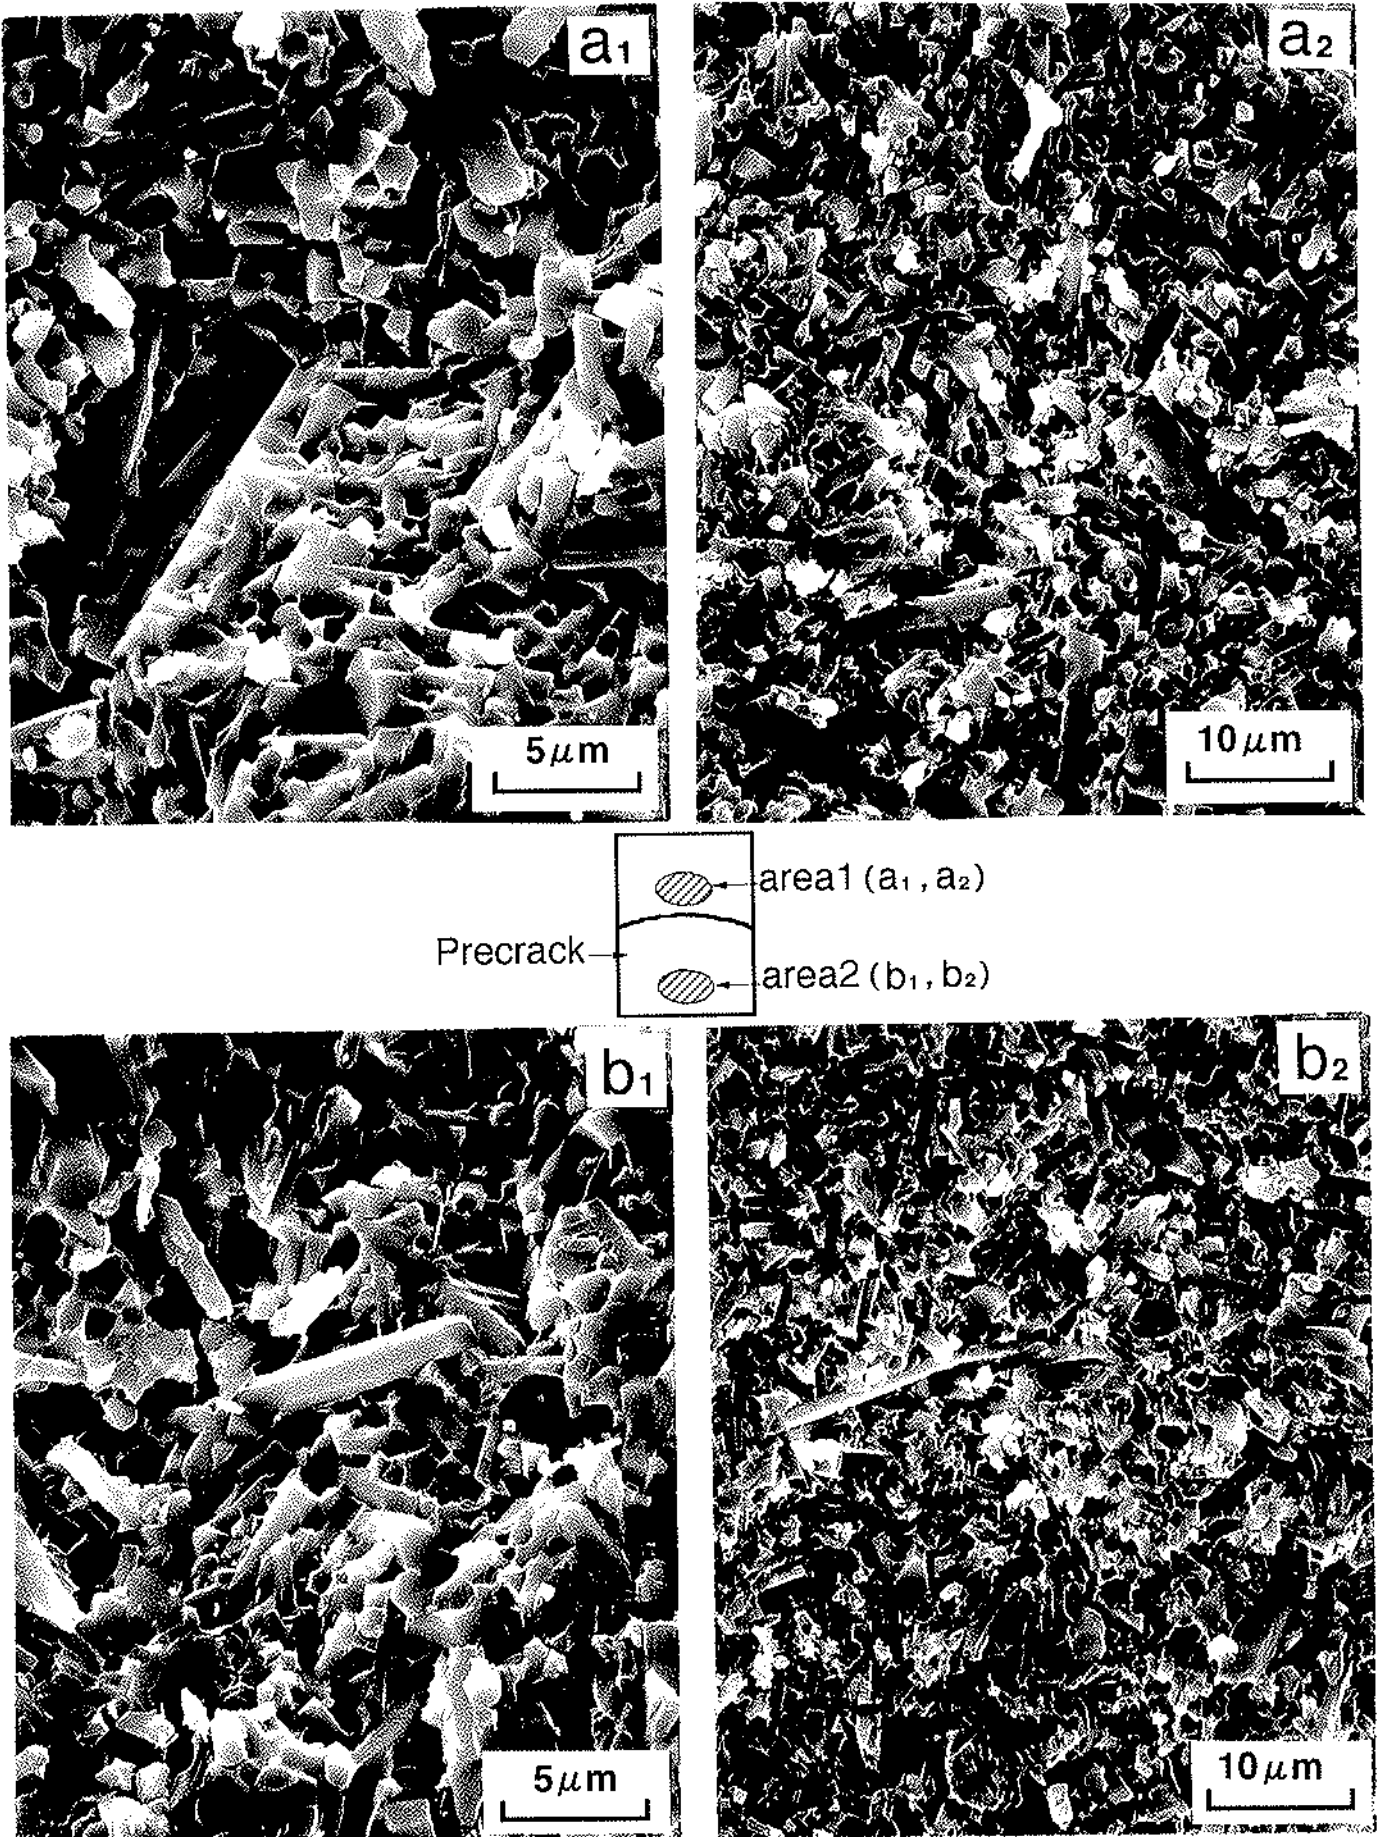 a₁
a₂
5μm
10μm
area1 (a₁, a₂)
Precrack
area2 (b₁, b₂)
b₁
b₂
5μm
10μm